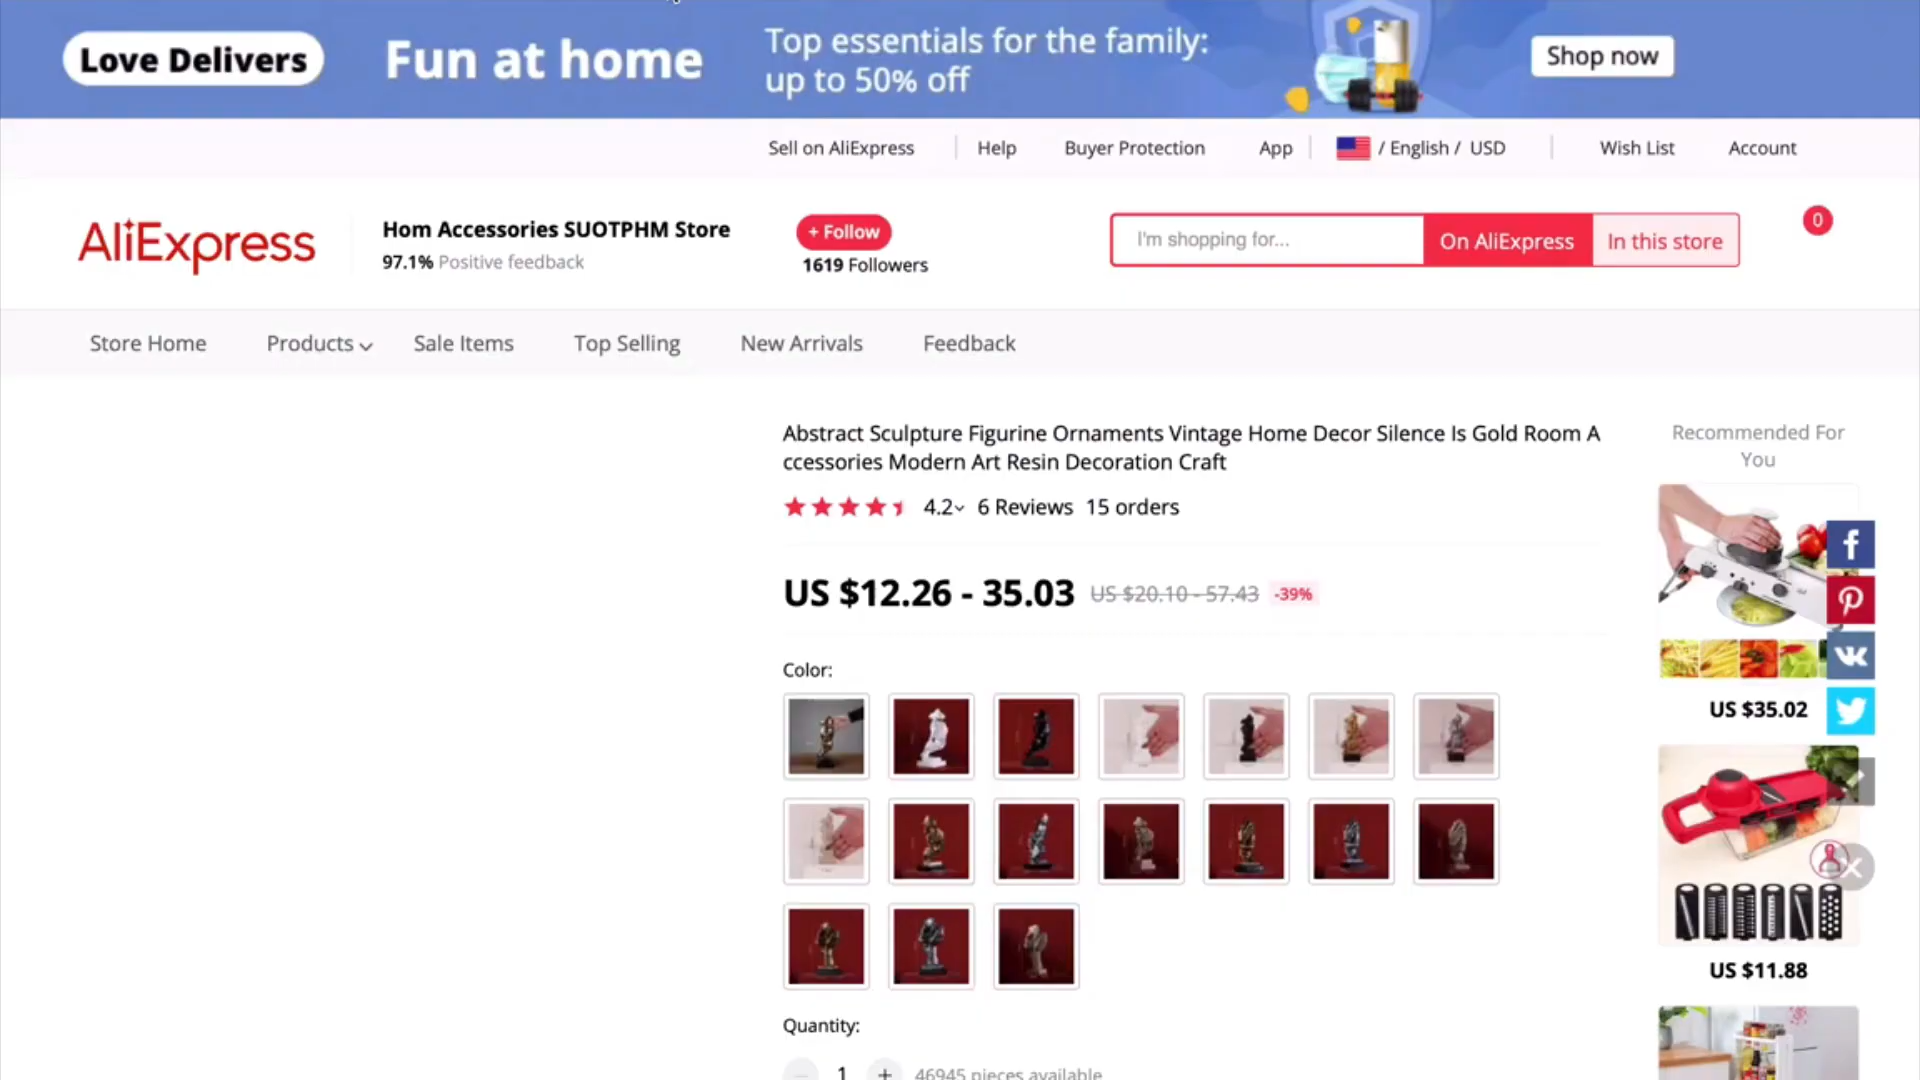 Love Delivers
Fun at home
Top essentials for the family:
up to 50% off
Shop now
Sell on AliExpress
Help
Buyer Protection
App
/ English / USD
Wish List
Account
AliExpress
Hom Accessories SUOTPHM Store
97.1% Positive feedback
+ Follow
1619 Followers
I'm shopping for...
On AliExpress
In this store
0
Store Home
Products
Sale Items
Top Selling
New Arrivals
Feedback
Abstract Sculpture Figurine Ornaments Vintage Home Decor Silence Is Gold Room A
ccessories Modern Art Resin Decoration Craft
4.2 6 Reviews 15 orders
US $12.26 - 35.03 US $20.10 - 57.43 -39%
Color:
Quantity:
1 46945 pieces available
Recommended For
You
US $35.02
US $11.88